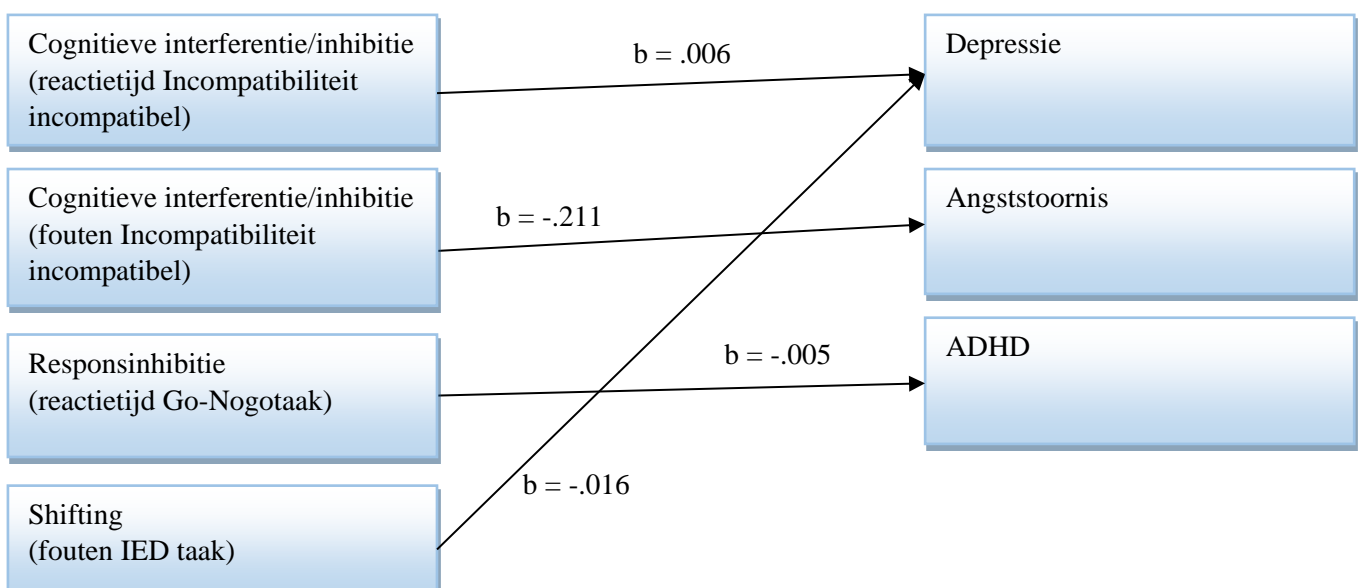 Cognitieve interferentie/inhibitie
(reactietijd Incompatibiliteit
incompatibel)
b = .006
Depressie
Cognitieve interferentie/inhibitie
(fouten Incompatibiliteit
incompatibel)
b = -.211
Angststoornis
Responsinhibitie
(reactietijd Go-Nogotaak)
b = -.005
ADHD
Shifting
(fouten IED taak)
b = -.016